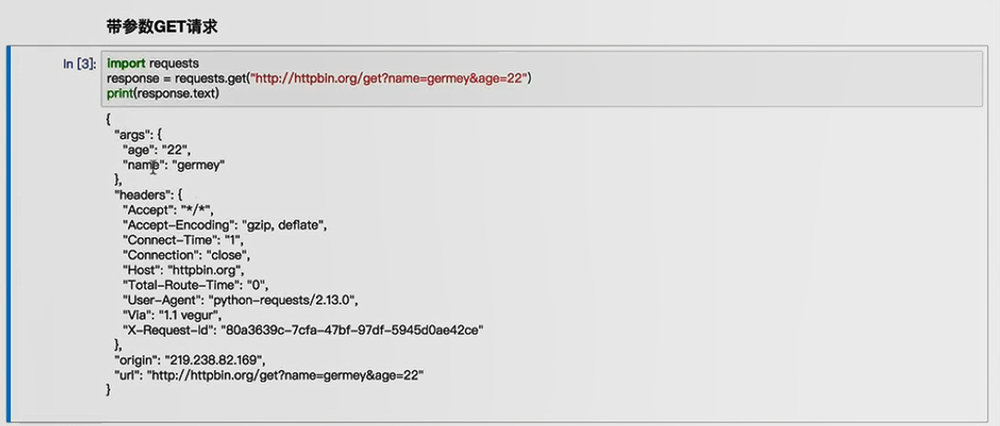 带参数GET请求
In [3]: import requests
response = requests.get("http://httpbin.org/get?name=germey&age=22")
print(response.text)
{
"args": {
"age": "22",
"name": "germey"
},
"headers": {
"Accept": "*/*",
"Accept-Encoding": "gzip, deflate",
"Connect-Time": "1",
"Connection": "close",
"Host": "httpbin.org",
"Total-Route-Time": "0",
"User-Agent": "python-requests/2.13.0",
"Via": "1.1 vegur",
"X-Request-Id": "80a3639c-7cfa-47bf-97df-5945d0ae42ce"
},
"origin": "219.238.82.169",
"url": "http://httpbin.org/get?name=germey&age=22"
}